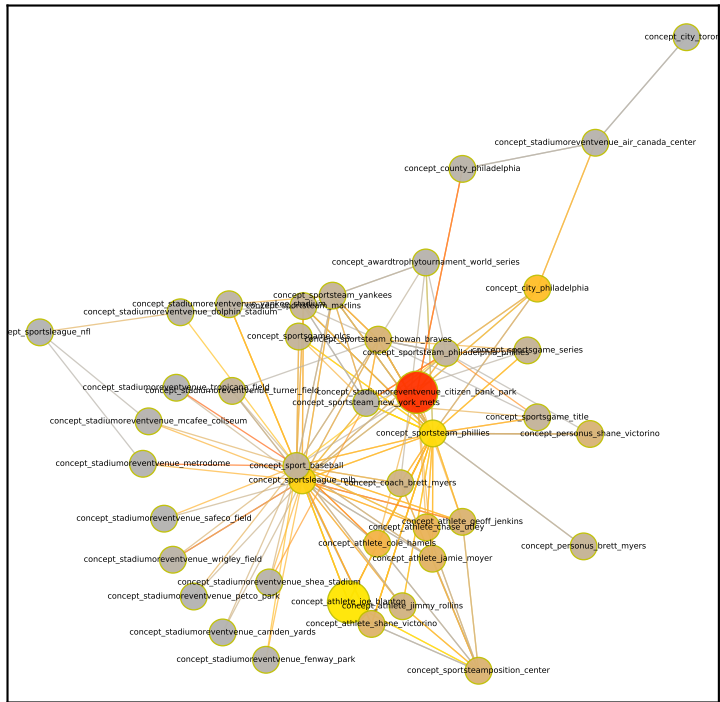 concept_city_toror
concept_stadiumoreventvenue_air_canada_center
concept_county_philadelphia
concept_awardtrophytournament_world_series
concept_city_philadelphia
concept_sportsteam_yankees
concept_stadiumoreventvenue_yankee_stadium
concept_sportsteam_marlins
concept_stadiumoreventvenue_dolphin_stadium
ept_sportsleague_nfl
concept_sportsgame_nlcs
concept_sportsteam_chowan_braves
concept_sportsteam_philadelphia_phillies
concept_sportsgame_series
concept_stadiumoreventvenue_tropicana_field
concept_stadiumoreventvenue_turner_field
concept_stadiumoreventvenue_citizen_bank_park
concept_sportsteam_new_york_mets
concept_sportsgame_title
concept_stadiumoreventvenue_mcafee_coliseum
concept_sportsteam_phillies
concept_personus_shane_victorino
concept_stadiumoreventvenue_metrodome
concept_sport_baseball
concept_sportsleague_mlb
concept_coach_brett_myers
concept_stadiumoreventvenue_safeco_field
concept_athlete_geoff_jenkins
concept_athlete_chase_utley
concept_athlete_cole_hamels
concept_personus_brett_myers
concept_stadiumoreventvenue_wrigley_field
concept_athlete_jamie_moyer
concept_stadiumoreventvenue_shea_stadium
concept_stadiumoreventvenue_petco_park
concept_athlete_joe_blanton
concept_athlete_jimmy_rollins
concept_athlete_shane_victorino
concept_stadiumoreventvenue_camden_yards
concept_stadiumoreventvenue_fenway_park
concept_sportsteamposition_center